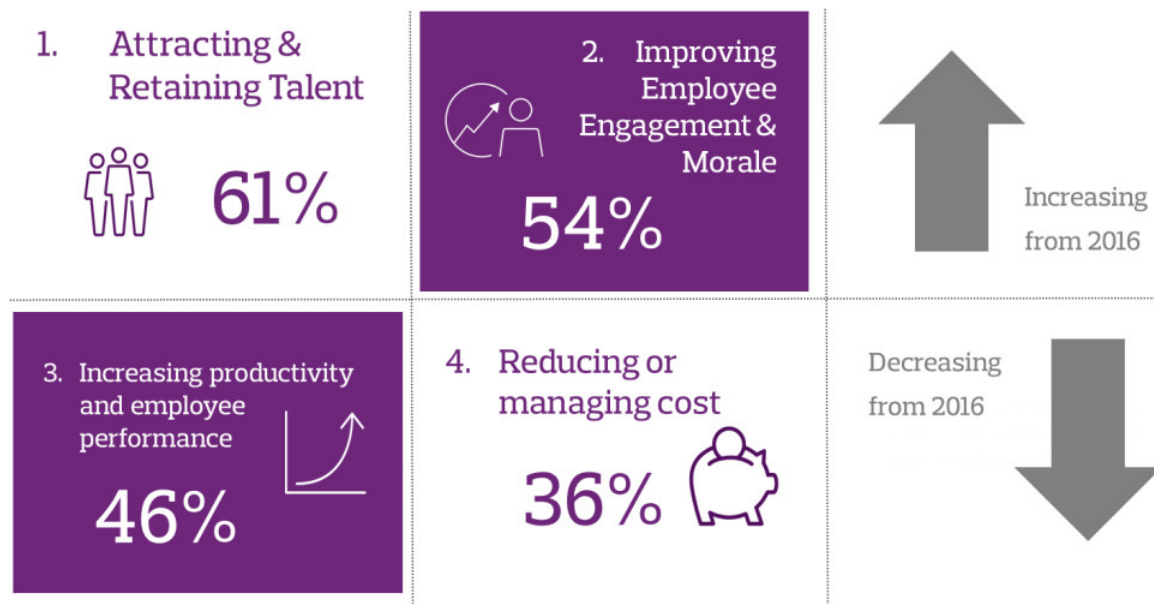 1. Attracting &
Retaining Talent
61%
2. Improving
Employee
Engagement &
Morale
54%
Increasing
from 2016
3. Increasing productivity
and employee
performance
46%
4. Reducing or
managing cost
36%
Decreasing
from 2016